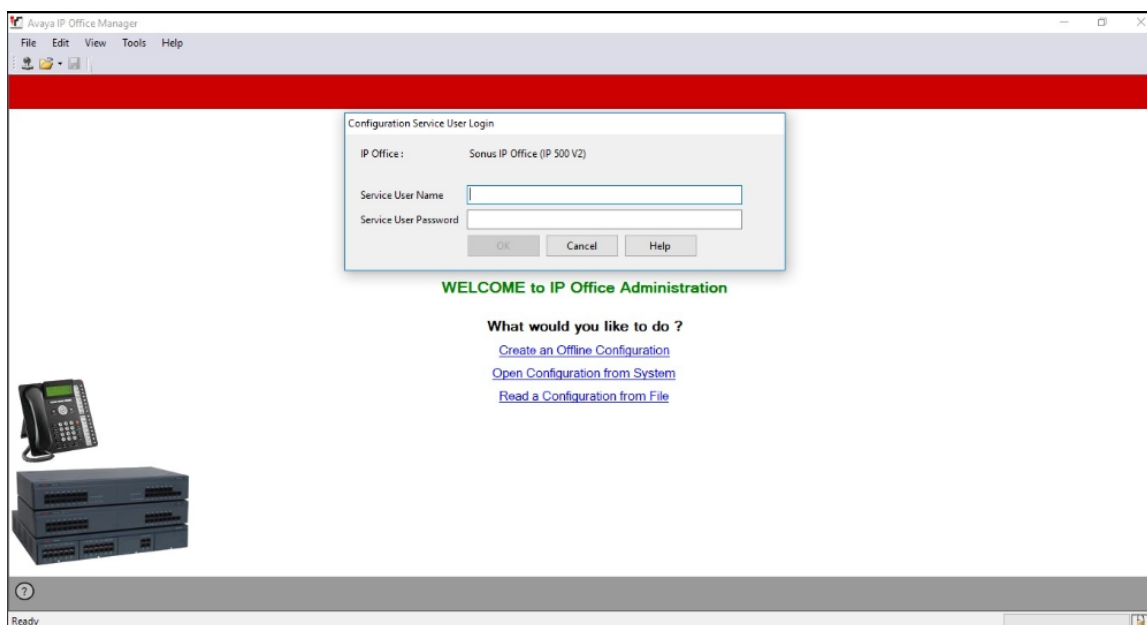 Avaya IP Office Manager
File Edit View Tools Help
Configuration Service User Login
IP Office : Sonus IP Office (IP 500 V2)
Service User Name
Service User Password
OK Cancel Help
WELCOME to IP Office Administration
What would you like to do ?
Create an Offline Configuration
Open Configuration from System
Read a Configuration from File
?
Ready